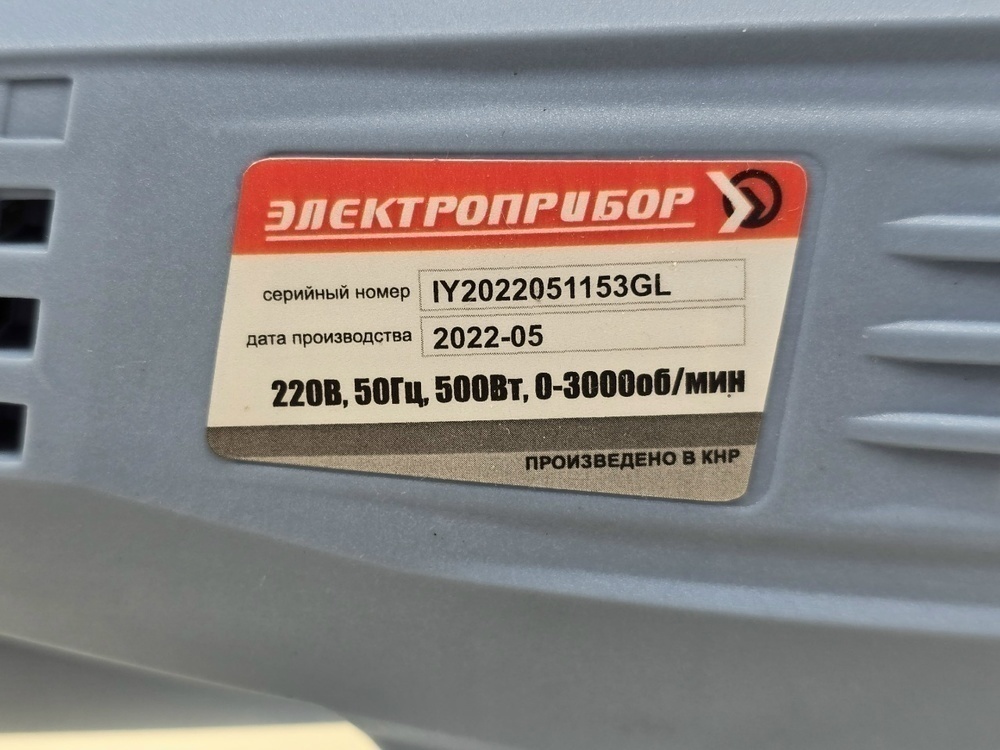 ЭЛЕКТРОПРИБОР
серийный номер IY2022051153GL
дата производства 2022-05
220В, 50Гц, 500Вт, 0-3000об/мин
ПРОИЗВЕДЕНО В КНР